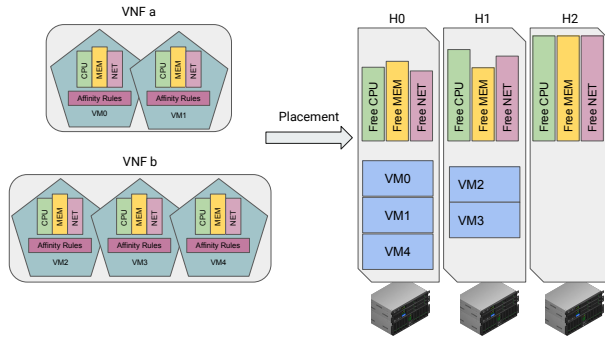 VNF a
CPU
MEM
NET
Affinity Rules
VM0
CPU
MEM
NET
Affinity Rules
VM1
VNF b
CPU
MEM
NET
Affinity Rules
VM2
CPU
MEM
NET
Affinity Rules
VM3
CPU
MEM
NET
Affinity Rules
VM4
Placement
H0
Free CPU
Free MEM
Free NET
VM0
VM1
VM4
H1
Free CPU
Free MEM
Free NET
VM2
VM3
H2
Free CPU
Free MEM
Free NET